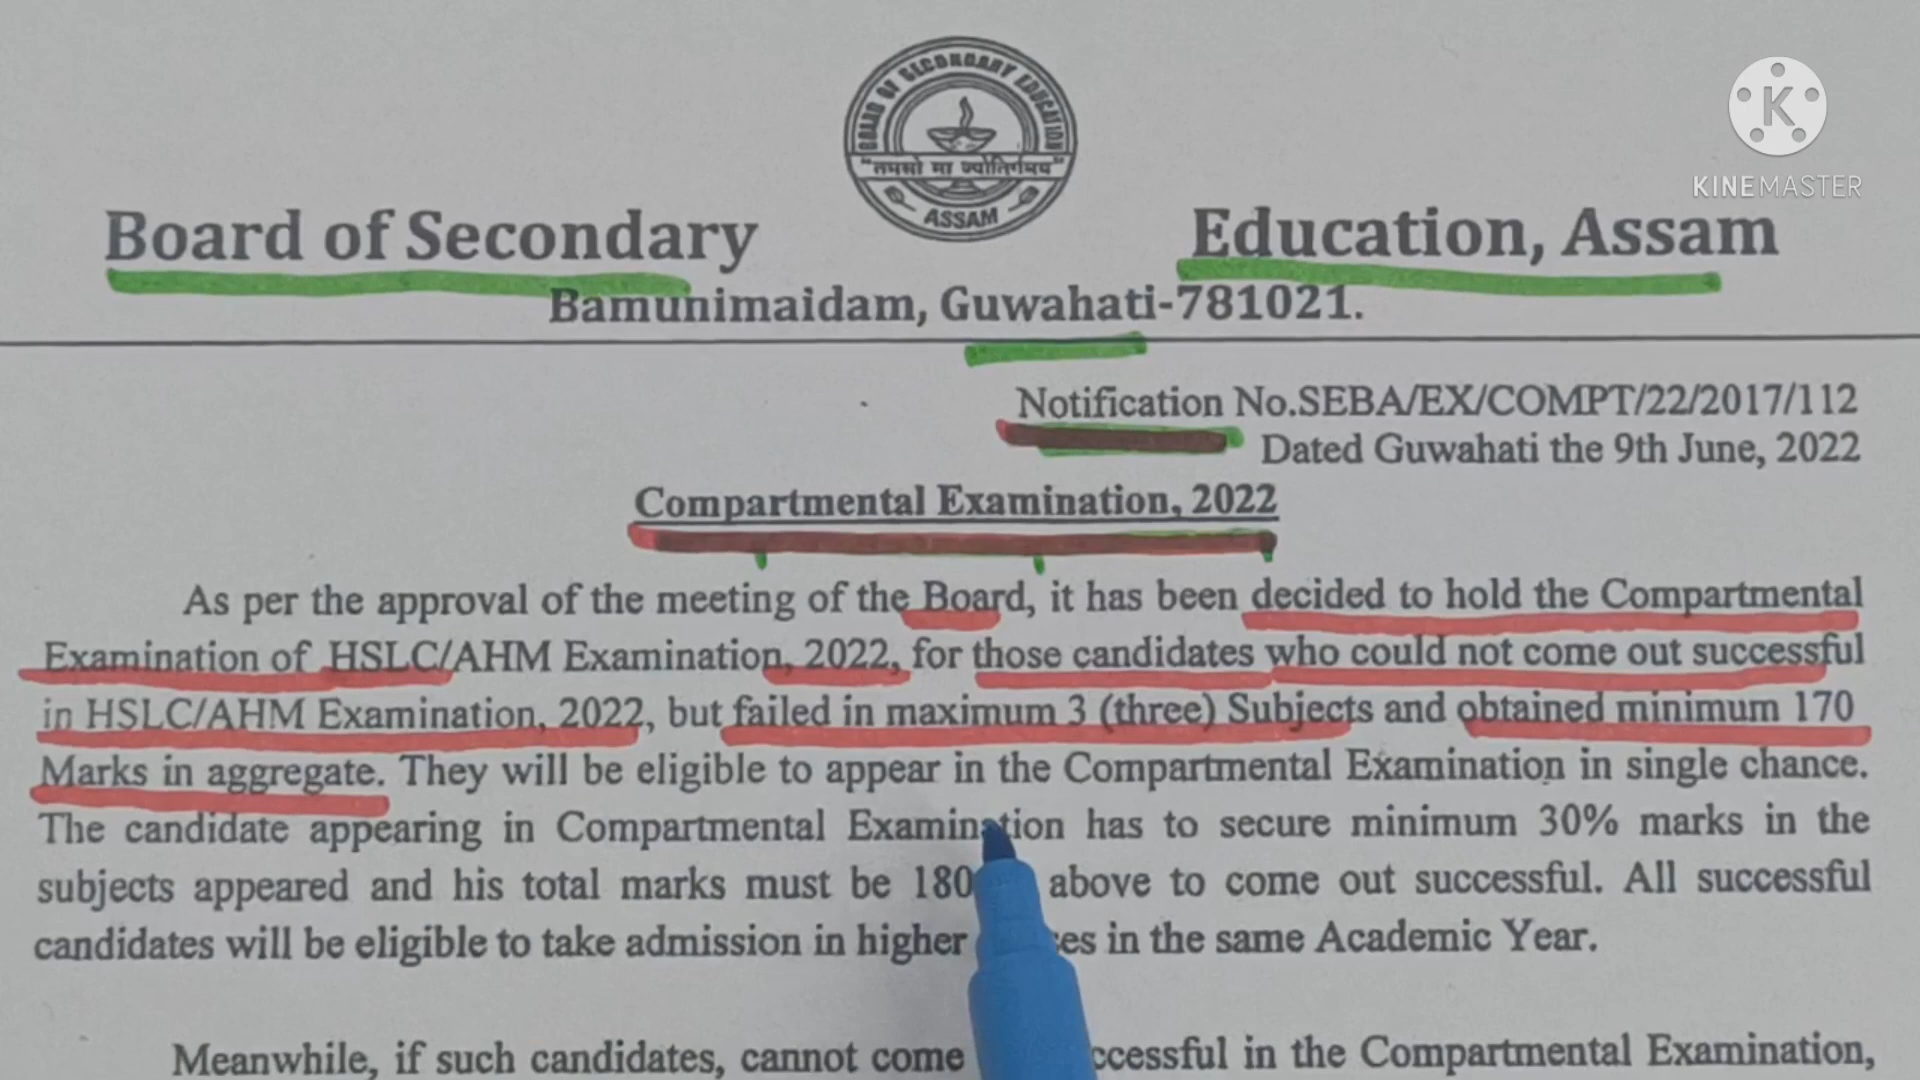 BOARD OF SECONDARY EDUCATION
"तमसो मा ज्योतिर्गमय"
ASSAM
KINEMASTER
Board of Secondary Education, Assam
Bamunimaidam, Guwahati-781021.
Notification No.SEBA/EX/COMPT/22/2017/112
Dated Guwahati the 9th June, 2022
Compartmental Examination, 2022
As per the approval of the meeting of the Board, it has been decided to hold the Compartmental
Examination of HSLC/AHM Examination, 2022, for those candidates who could not come out successful
in HSLC/AHM Examination, 2022, but failed in maximum 3 (three) Subjects and obtained minimum 170
Marks in aggregate. They will be eligible to appear in the Compartmental Examination in single chance.
The candidate appearing in Compartmental Examination has to secure minimum 30% marks in the
subjects appeared and his total marks must be 180 above to come out successful. All successful
candidates will be eligible to take admission in higher in the same Academic Year.
Meanwhile, if such candidates, cannot come in the Compartmental Examination,